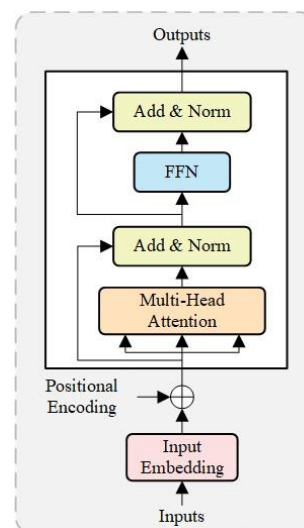 Outputs
Add & Norm
FFN
Add & Norm
Multi-Head
Attention
Positional
Encoding
Input
Embedding
Inputs